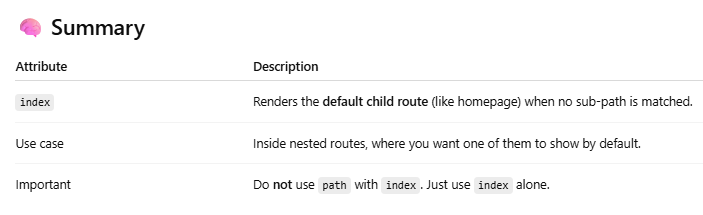 Summary
Attribute Description
index Renders the default child route (like homepage) when no sub-path is matched.
Use case Inside nested routes, where you want one of them to show by default.
Important Do not use path with index. Just use index alone.